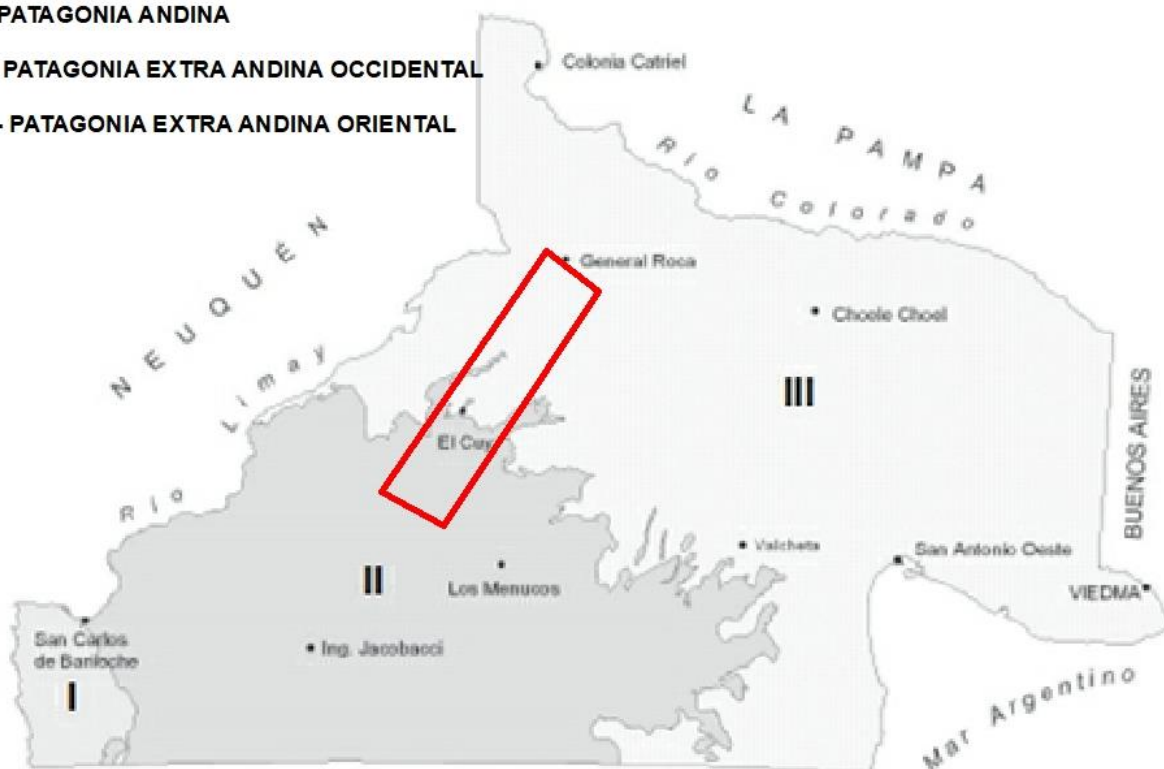 PATAGONIA ANDINA
PATAGONIA EXTRA ANDINA OCCIDENTAL
- PATAGONIA EXTRA ANDINA ORIENTAL
Colonia Catriel
LA PAMPA
Río Colorado
NEUQUÉN
General Roca
Choele Choel
Río Limay
III
BUENOS AIRES
El Cuy
Valcheta
San Antonio Oeste
II
Los Menucos
VIEDMA
San Carlos
de Bariloche
Ing. Jacobacci
I
Mar Argentino